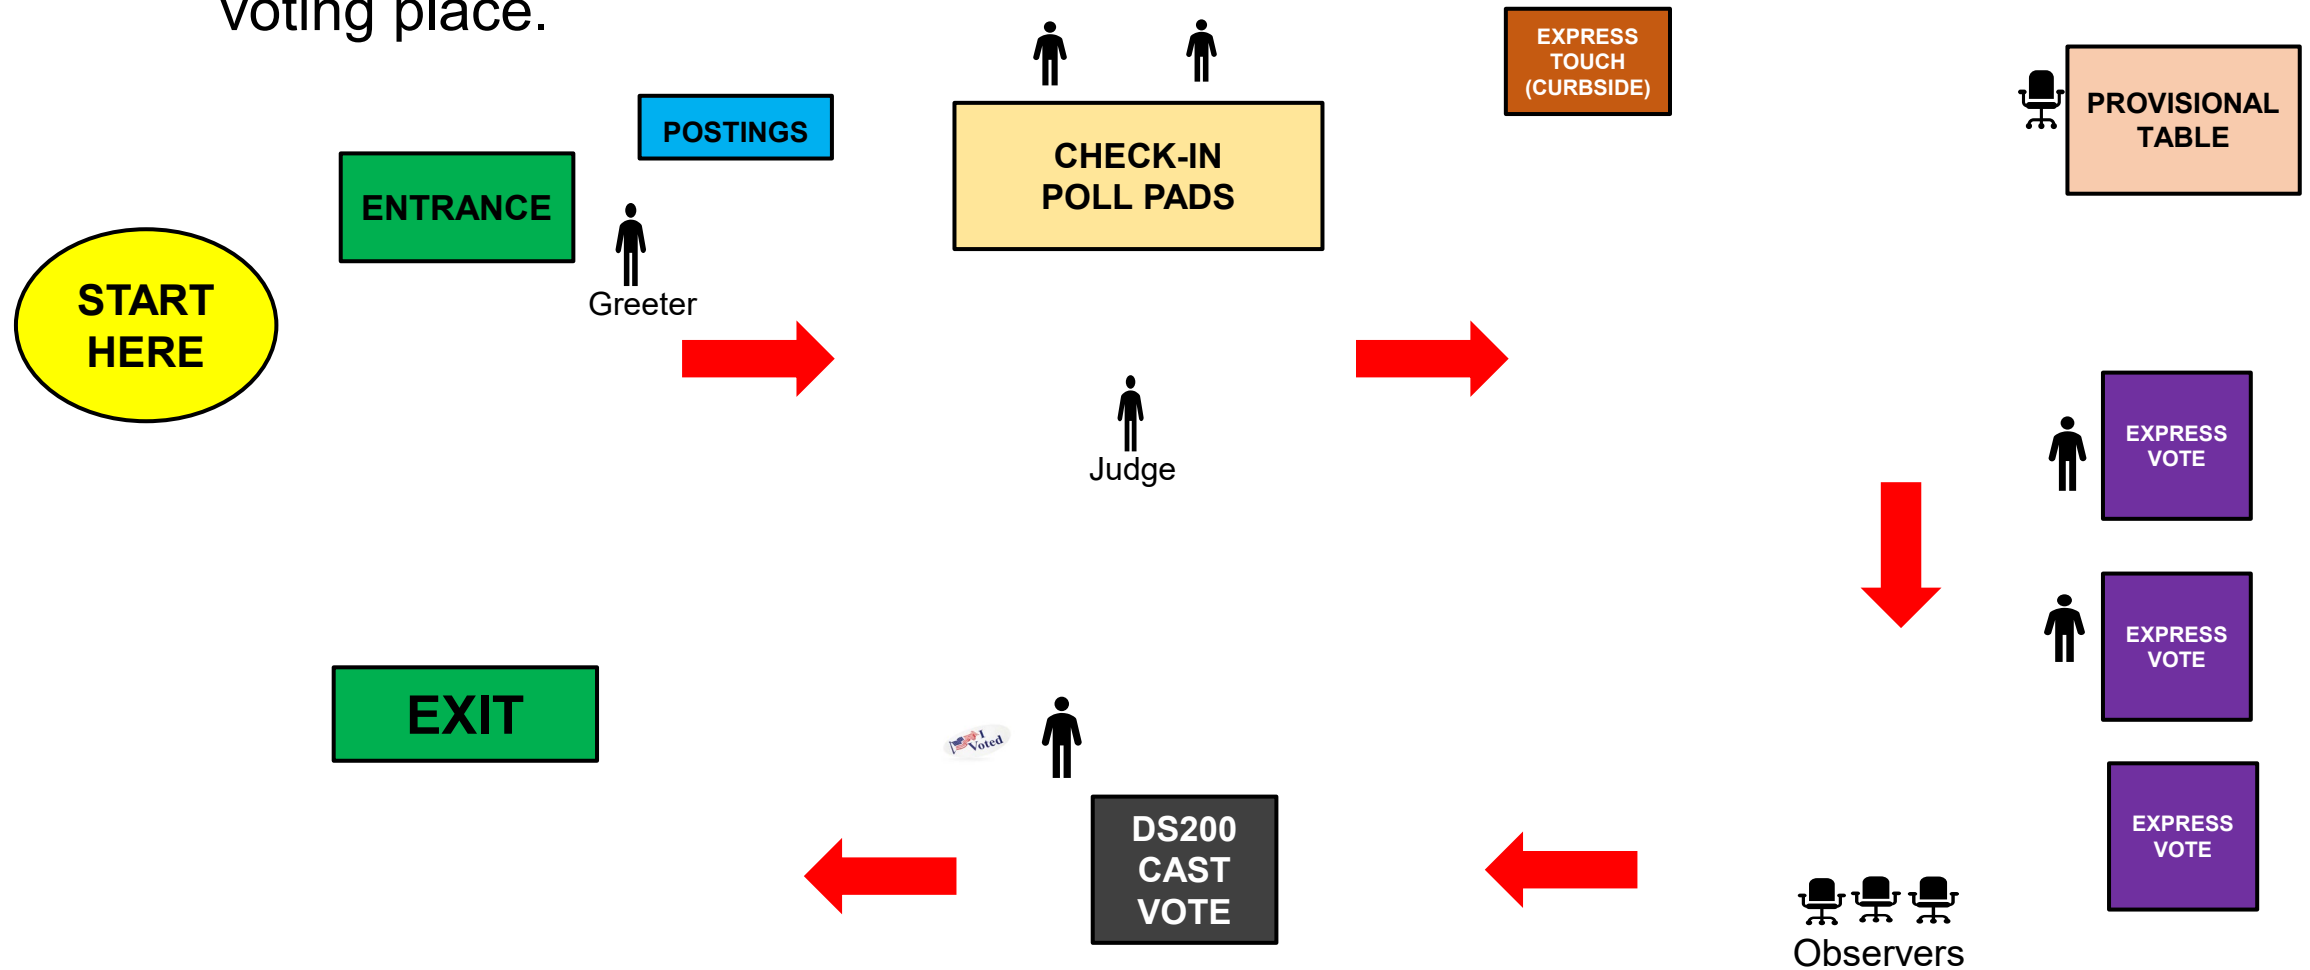 voting place.
EXPRESS
TOUCH
(CURBSIDE)
PROVISIONAL
TABLE
POSTINGS
CHECK-IN
POLL PADS
ENTRANCE
Greeter
START
HERE
Judge
EXPRESS
VOTE
EXPRESS
VOTE
EXIT
I
Voted
DS200
CAST
VOTE
EXPRESS
VOTE
Observers